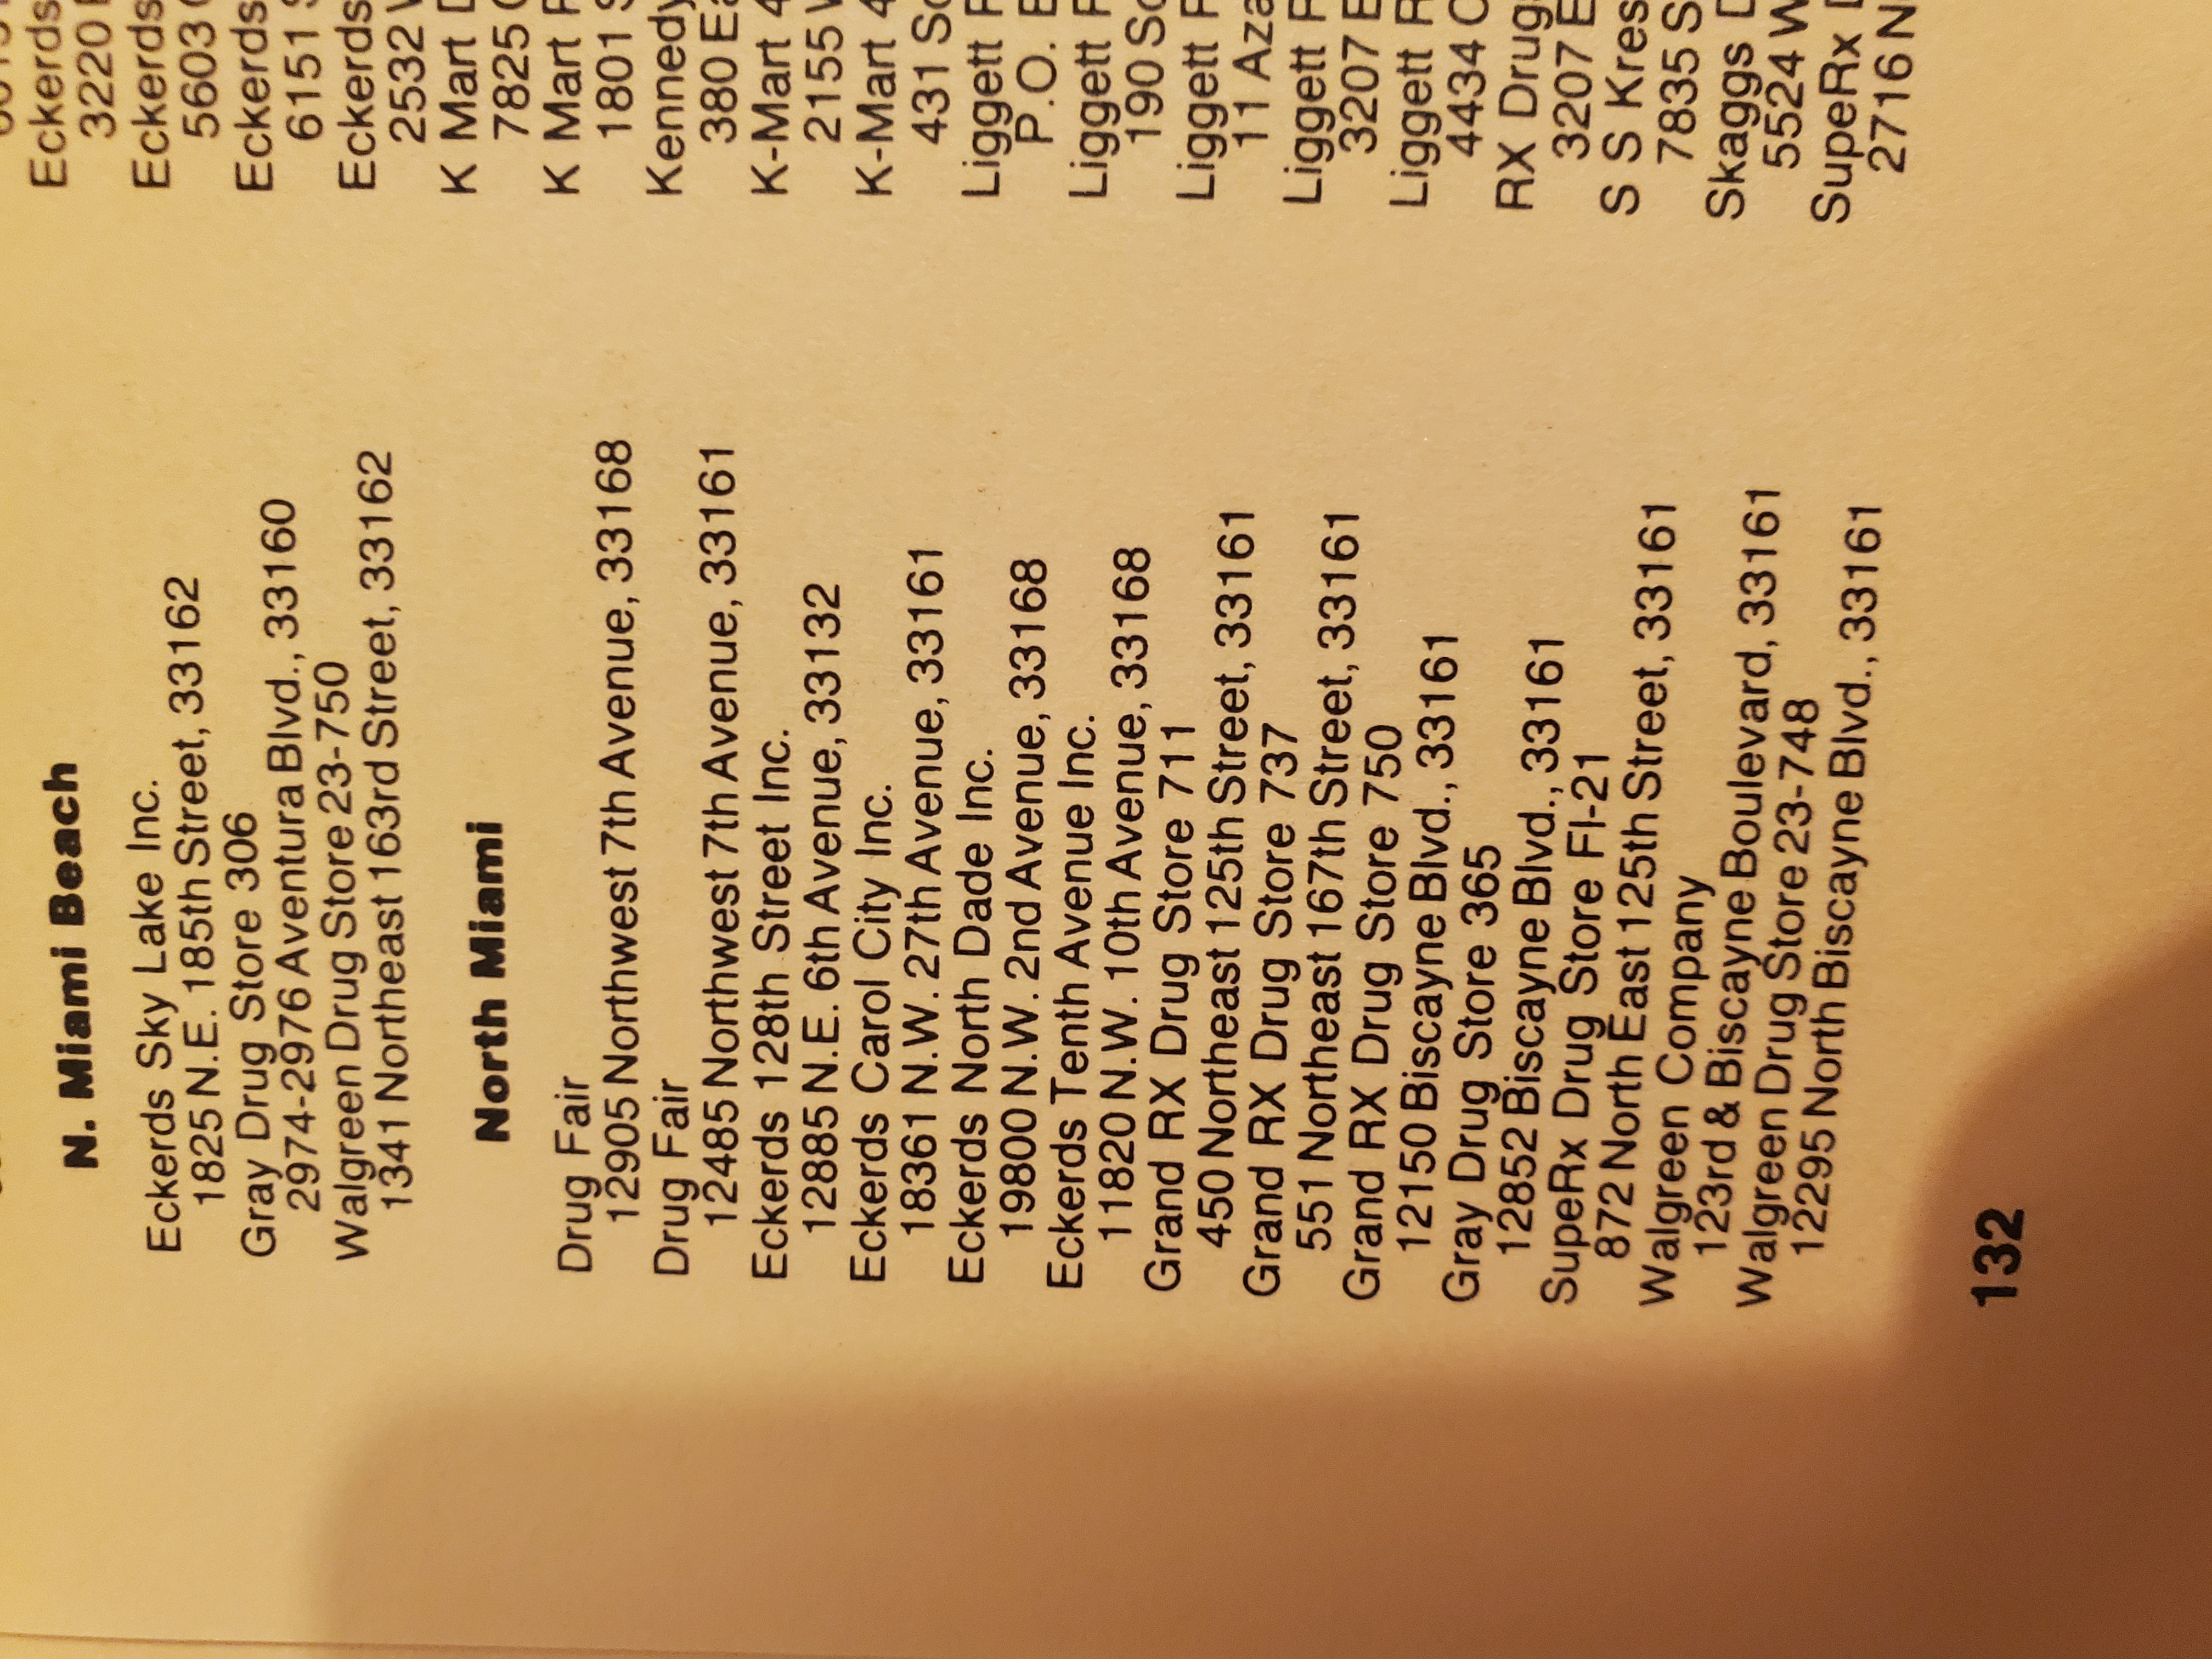 N. Miami Beach
Eckerds Sky Lake Inc.
1825 N.E. 185th Street, 33162
Gray Drug Store 306
2974-2976 Aventura Blvd., 33160
Walgreen Drug Store 23-750
1341 Northeast 163rd Street, 33162
North Miami
Drug Fair
12905 Northwest 7th Avenue, 33168
Drug Fair
12485 Northwest 7th Avenue, 33161
Eckerds 128th Street Inc.
12885 N.E. 6th Avenue, 33132
Eckerds Carol City Inc.
18361 N.W. 27th Avenue, 33161
Eckerds North Dade Inc.
19800 N.W. 2nd Avenue, 33168
Eckerds Tenth Avenue Inc.
11820 N.W. 10th Avenue, 33168
Grand RX Drug Store 711
450 Northeast 125th Street, 33161
Grand RX Drug Store 737
551 Northeast 167th Street, 33161
Grand RX Drug Store 750
12150 Biscayne Blvd., 33161
Gray Drug Store 365
12852 Biscayne Blvd., 33161
SupeRx Drug Store Fl-21
872 North East 125th Street, 33161
Walgreen Company
123rd & Biscayne Boulevard, 33161
Walgreen Drug Store 23-748
12295 North Biscayne Blvd., 33161
132
Eckerds
3220
Eckerds
5603
Eckerds
6151
Eckerds
2532
K Mart
7825
K Mart
1801
Kennedy
380
K-Mart
2155
K-Mart
431
Liggett
P.O.
Liggett
190
Liggett
11
Liggett
3207
Liggett
4434
RX
3207
S S
7835
Skaggs
5524
SupeRx
2716